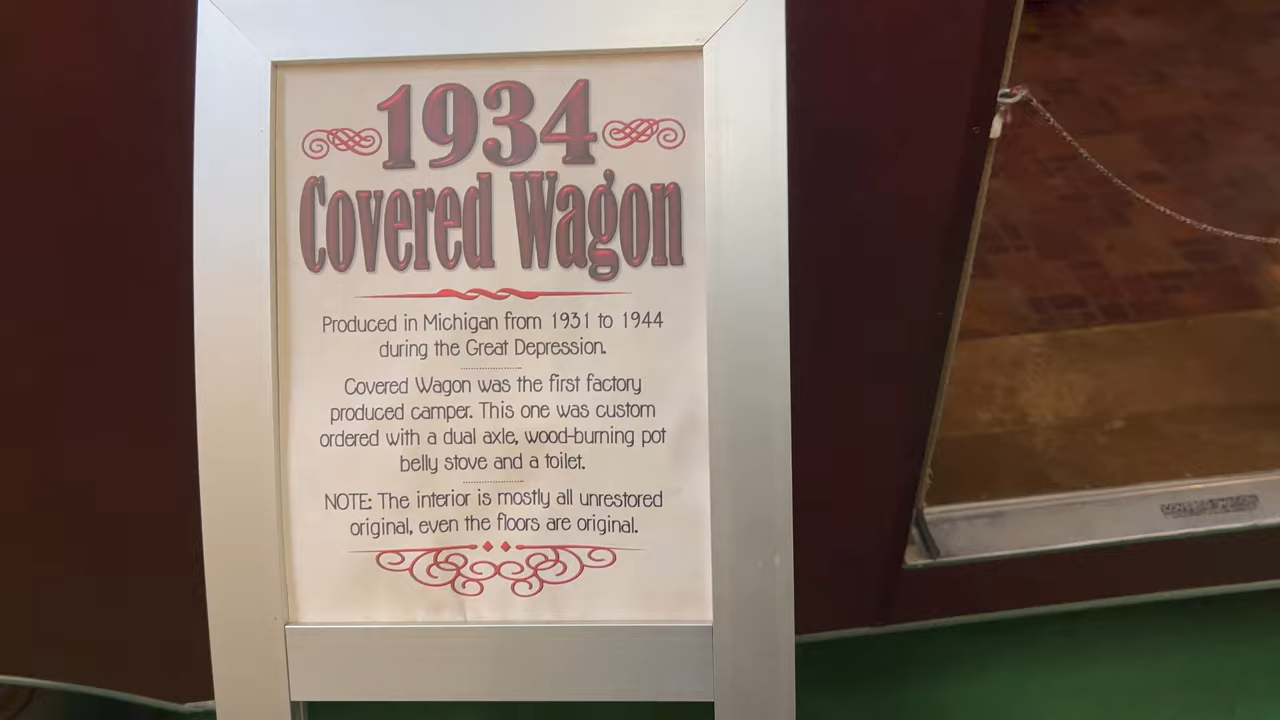 1934
Covered Wagon
Produced in Michigan from 1931 to 1944
during the Great Depression.
Covered Wagon was the first factory
produced camper. This one was custom
ordered with a dual axle, wood-burning pot
belly stove and a toilet.
NOTE: The interior is mostly all unrestored
original, even the floors are original.